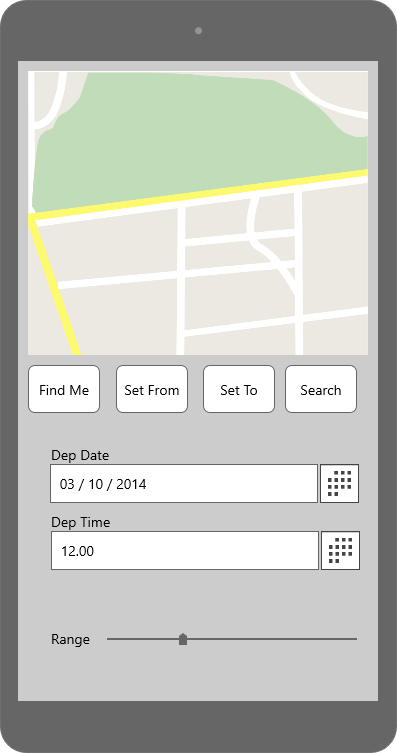 Find Me
Set From
Set To
Search
Dep Date
03 / 10 / 2014
Dep Time
12.00
Range